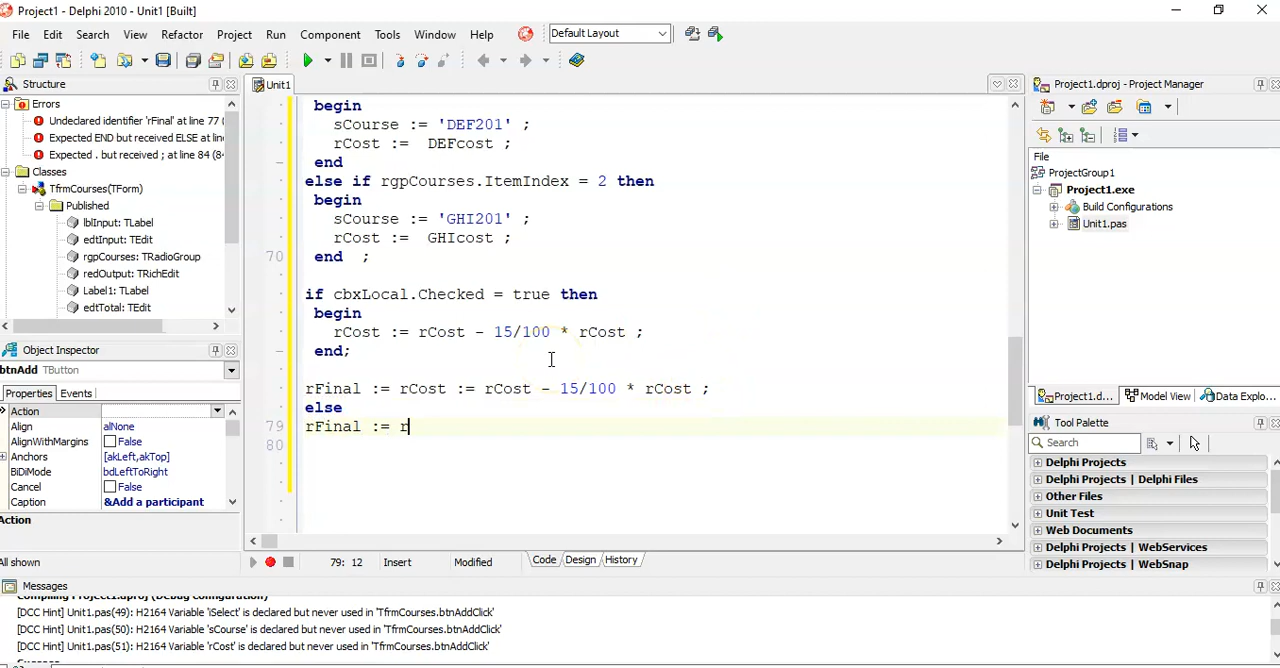 Project1 - Delphi 2010 - Unit1 [Built]
File Edit Search View Refactor Project Run Component Tools Window Help Default Layout
Structure
Errors
Undeclared identifier 'rFinal' at line 77 (
Expected END but received ELSE at line
Expected . but received ; at line 84 (84
Classes
TfrmCourses(TForm)
Published
lblInput: TLabel
edtInput: TEdit
rgpCourses: TRadioGroup
redOutput: TRichEdit
Label1: TLabel
edtTotal: TEdit
Object Inspector
btnAdd TButton
Properties Events
Action
Align alNone
AlignWithMargins False
Anchors [akLeft,akTop]
BiDiMode bdLeftToRight
Cancel False
Caption &Add a participant
Action
All shown
Unit1
begin
sCourse := 'DEF201' ;
rCost := DEFcost ;
end
else if rgpCourses.ItemIndex = 2 then
begin
sCourse := 'GHI201' ;
rCost := GHIcost ;
70 end ;
if cbxLocal.Checked = true then
begin
rCost := rCost - 15/100 * rCost ;
end;
rFinal := rCost := rCost - 15/100 * rCost ;
else
79 rFinal := r
80
79: 12 Insert Modified Code Design History
Project1.dproj - Project Manager
File
ProjectGroup1
Project1.exe
Build Configurations
Unit1.pas
Project1.d... Model View Data Explo...
Tool Palette
Search
Delphi Projects
Delphi Projects | Delphi Files
Other Files
Unit Test
Web Documents
Delphi Projects | WebServices
Delphi Projects | WebSnap
Messages
Compiling Project1.dproj (Debug Configuration)
[DCC Hint] Unit1.pas(49): H2164 Variable 'iSelect' is declared but never used in 'TfrmCourses.btnAddClick'
[DCC Hint] Unit1.pas(50): H2164 Variable 'sCourse' is declared but never used in 'TfrmCourses.btnAddClick'
[DCC Hint] Unit1.pas(51): H2164 Variable 'rCost' is declared but never used in 'TfrmCourses.btnAddClick'